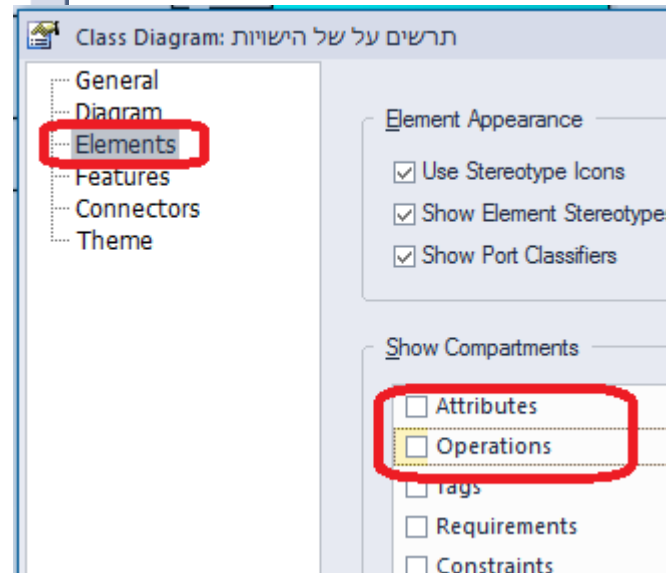 Class Diagram: תרשים על של הישויות
General
Diagram
Elements
Features
Connectors
Theme
Element Appearance
Use Stereotype Icons
Show Element Stereotypes
Show Port Classifiers
Show Compartments
Attributes
Operations
Tags
Requirements
Constraints